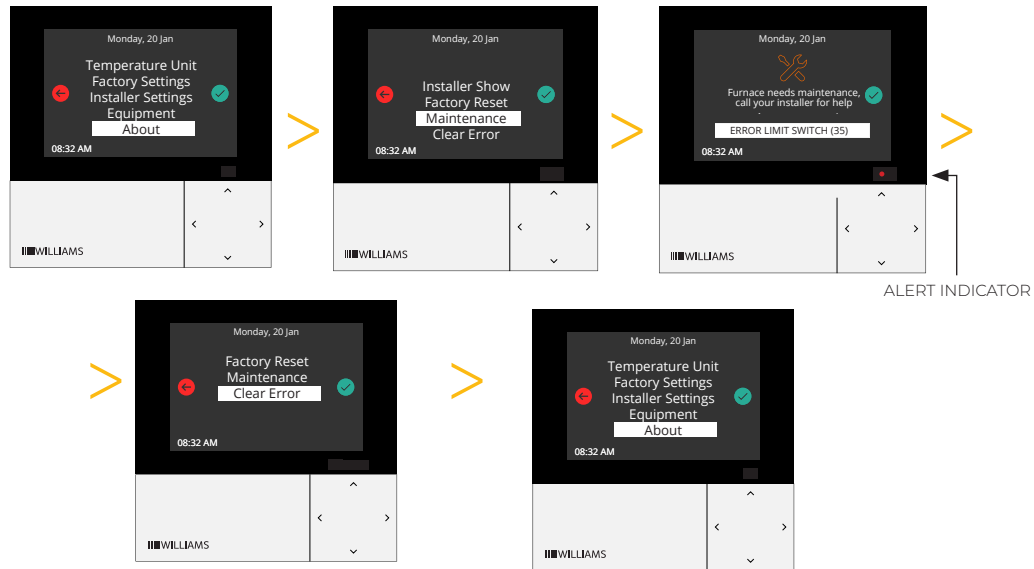 Monday, 20 Jan
Temperature Unit
Factory Settings
Installer Settings
Equipment
About
08:32 AM
WILLIAMS
>
Monday, 20 Jan
Installer Show
Factory Reset
Maintenance
Clear Error
08:32 AM
WILLIAMS
>
Monday, 20 Jan
Furnace needs maintenance,
call your installer for help
ERROR LIMIT SWITCH (35)
08:32 AM
WILLIAMS
>
ALERT INDICATOR
>
Monday, 20 Jan
Factory Reset
Maintenance
Clear Error
08:32 AM
WILLIAMS
>
Monday, 20 Jan
Temperature Unit
Factory Settings
Installer Settings
Equipment
About
08:32 AM
WILLIAMS